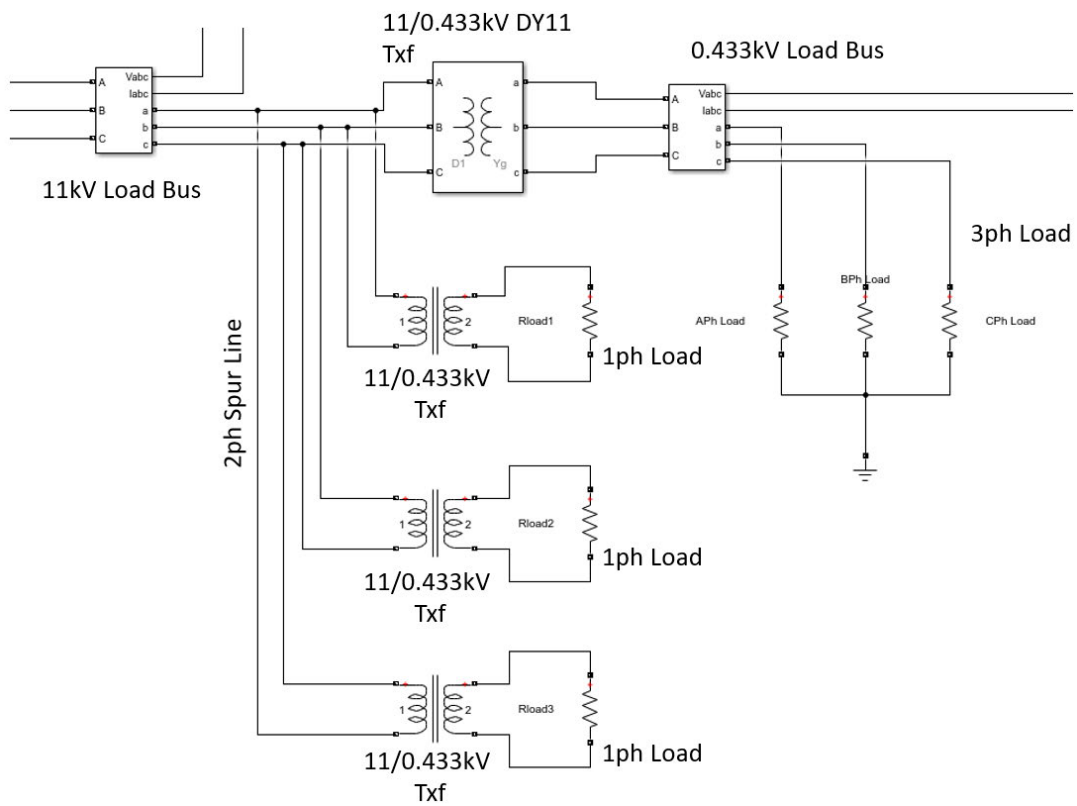 11/0.433kV DY11
Txf
0.433kV Load Bus
A
B
C
Vabc
Iabc
a
b
c
11kV Load Bus
A
B
C
D1
Yg
a
b
c
A
B
C
Vabc
Iabc
a
b
c
3ph Load
APh Load
BPh Load
CPh Load
2ph Spur Line
1
2
Rload1
1ph Load
11/0.433kV
Txf
1
2
Rload2
1ph Load
11/0.433kV
Txf
1
2
Rload3
1ph Load
11/0.433kV
Txf